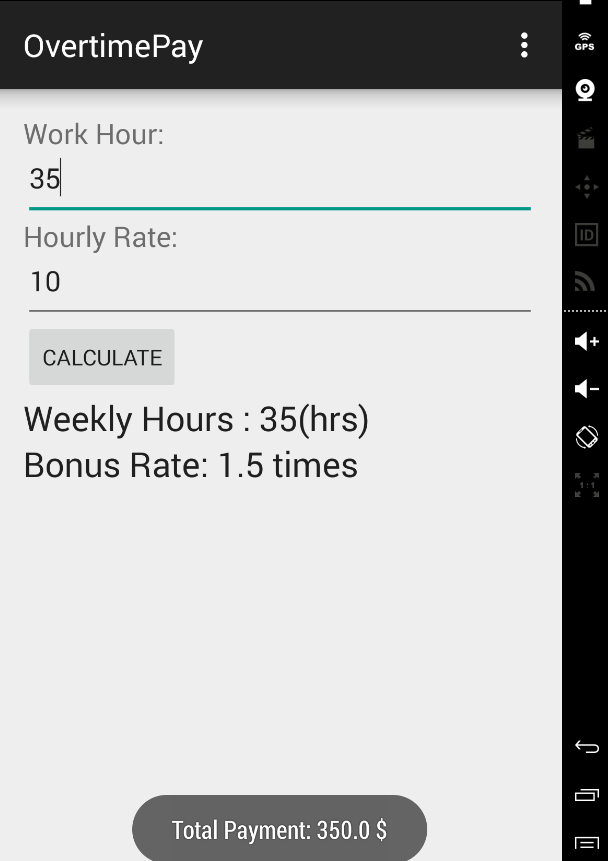 OvertimePay
GPS
Work Hour:
35
ID
Hourly Rate:
10
CALCULATE
Weekly Hours : 35(hrs)
Bonus Rate: 1.5 times
1:1
Total Payment: 350.0 $